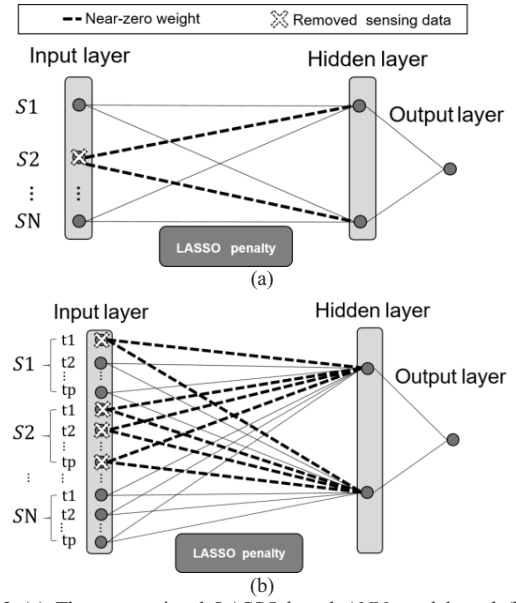 Near-zero weight Removed sensing data
Input layer Hidden layer
Output layer
S1
S2
⋮ ⋮
SN
LASSO penalty
(a)
Input layer Hidden layer
Output layer
S1 t1
t2
⋮
tp
S2 t1
t2
⋮
tp
⋮ ⋮
SN t1
t2
⋮
tp
LASSO penalty
(b)